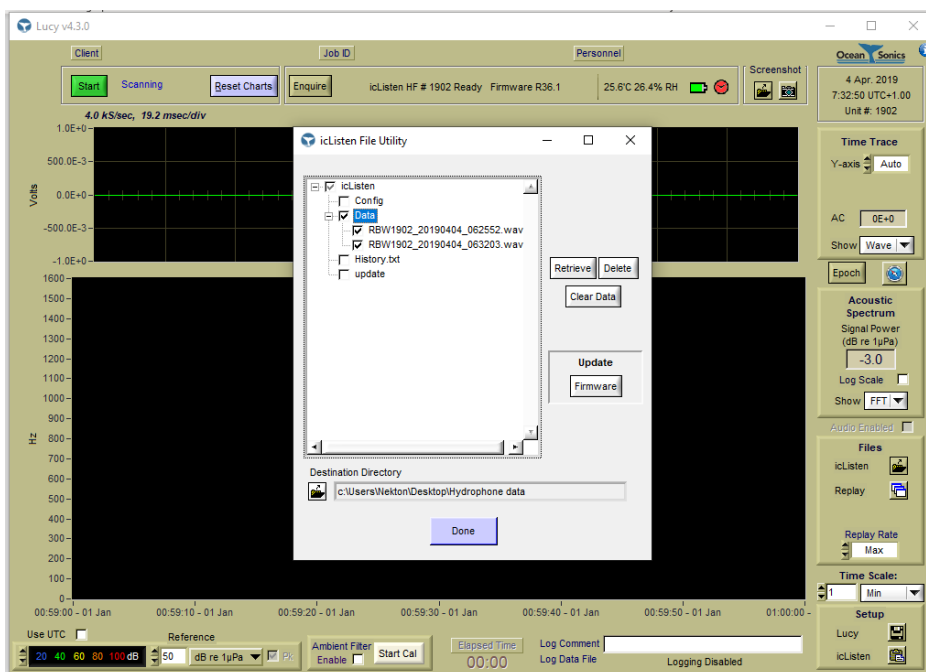 Lucy v4.3.0
Client
Job ID
Personnel
Ocean Sonics
Start
Scanning
Reset Charts
Enquire
icListen HF # 1902 Ready Firmware R36.1
25.6'C 26.4% RH
Screenshot
4 Apr. 2019
7:32:50 UTC+1.00
Unit #: 1902
4.0 kS/sec, 19.2 msec/div
1.0E+0
500.0E-3
0.0E+0
-500.0E-3
-1.0E+0
Volts
icListen File Utility
icListen
Config
Data
RBW1902_20190404_062552.wav
RBW1902_20190404_063203.wav
History.txt
update
Retrieve
Delete
Clear Data
Update
Firmware
Destination Directory
c:\Users\Nekton\Desktop\Hydrophone data
Done
Time Trace
Y-axis
Auto
AC
0E+0
Show
Wave
Epoch
Acoustic
Spectrum
Signal Power
(dB re 1µPa)
-3.0
Log Scale
Show
FFT
Audio Enabled
Files
icListen
Replay
Replay Rate
Max
Time Scale:
1
Min
Setup
Lucy
icListen
1600
1500
1400
1300
1200
1100
1000
900
800
700
600
500
400
300
200
100
0
Hz
00:59:00 - 01 Jan
00:59:10 - 01 Jan
00:59:20 - 01 Jan
00:59:30 - 01 Jan
00:59:40 - 01 Jan
00:59:50 - 01 Jan
01:00:00 -
Use UTC
Reference
20 40 60 80 100 dB
50
dB re 1µPa
Pk
Ambient Filter
Enable
Start Cal
Elapsed Time
00:00
Log Comment
Log Data File
Logging Disabled